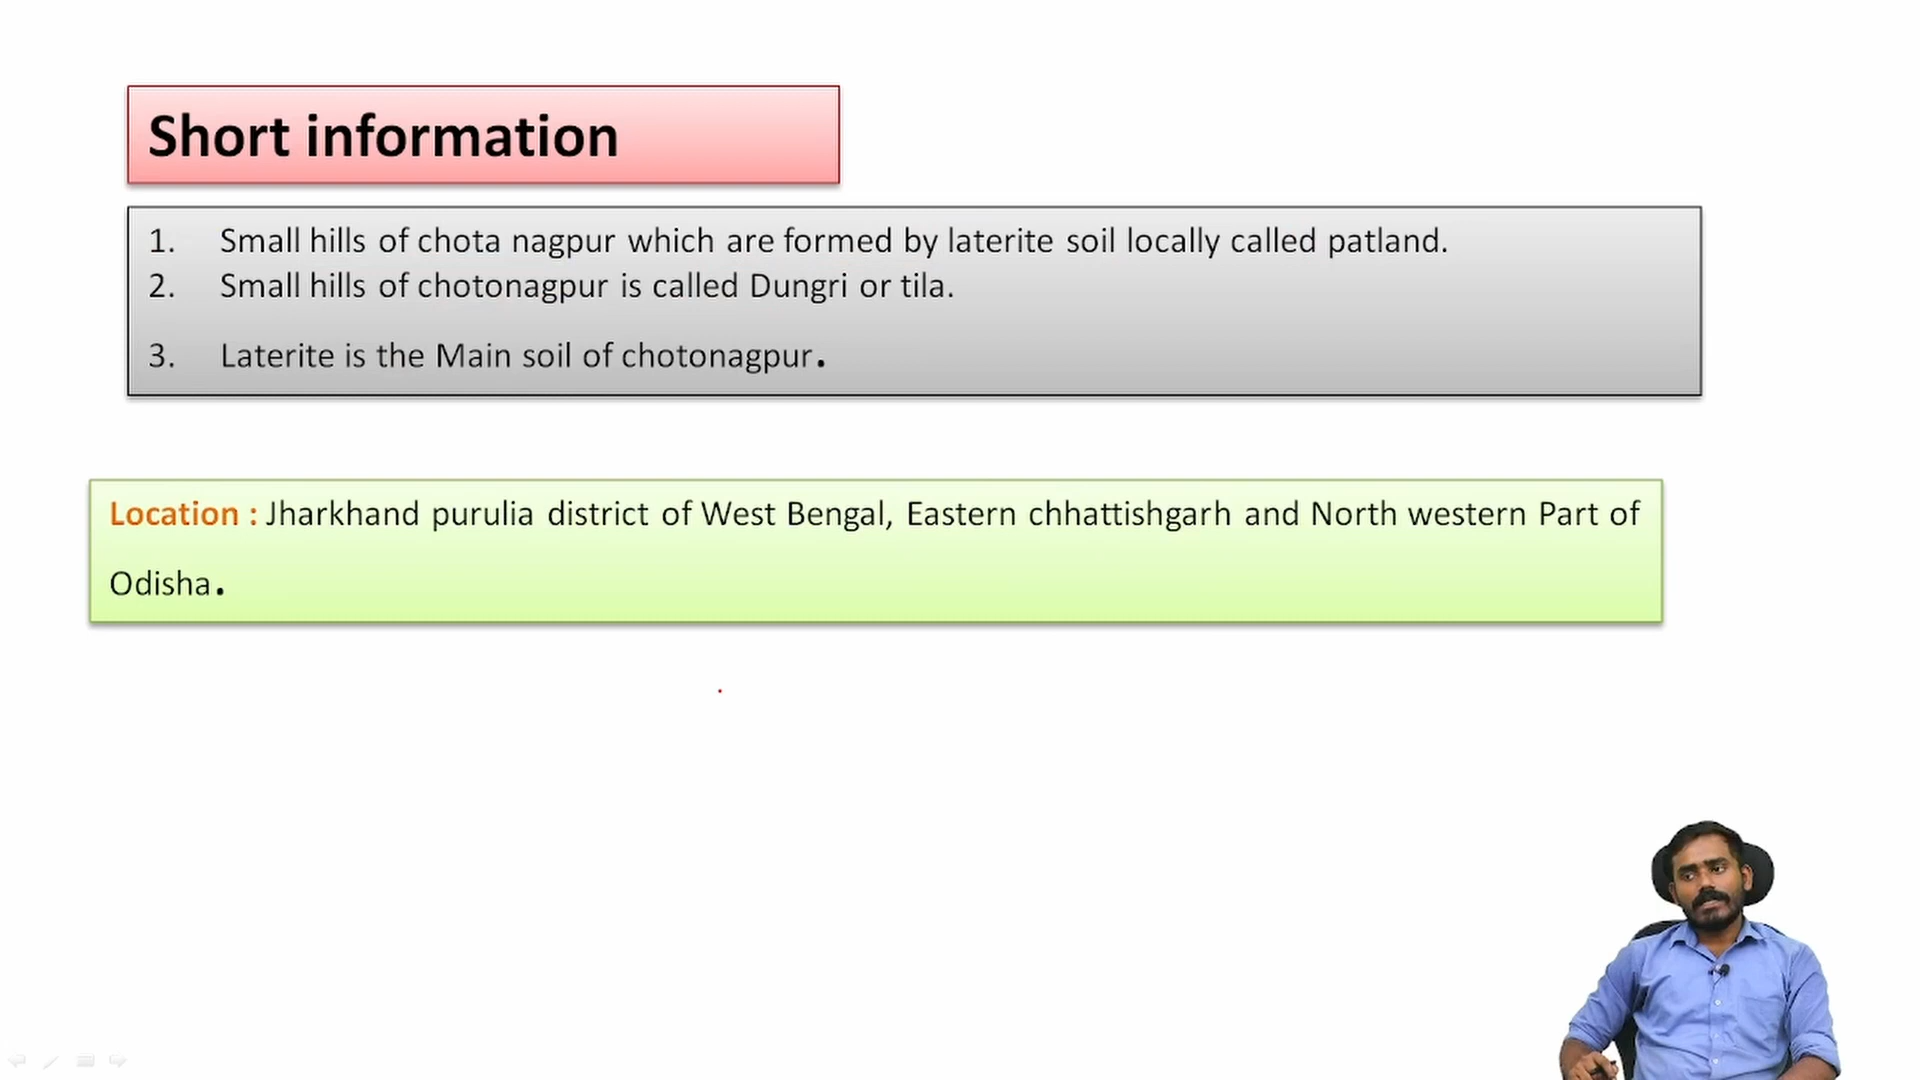 Short information
1. Small hills of chota nagpur which are formed by laterite soil locally called patland.
2. Small hills of chotonagpur is called Dungri or tila.
3. Laterite is the Main soil of chotonagpur.
Location : Jharkhand purulia district of West Bengal, Eastern chhattishgarh and North western Part of
Odisha.